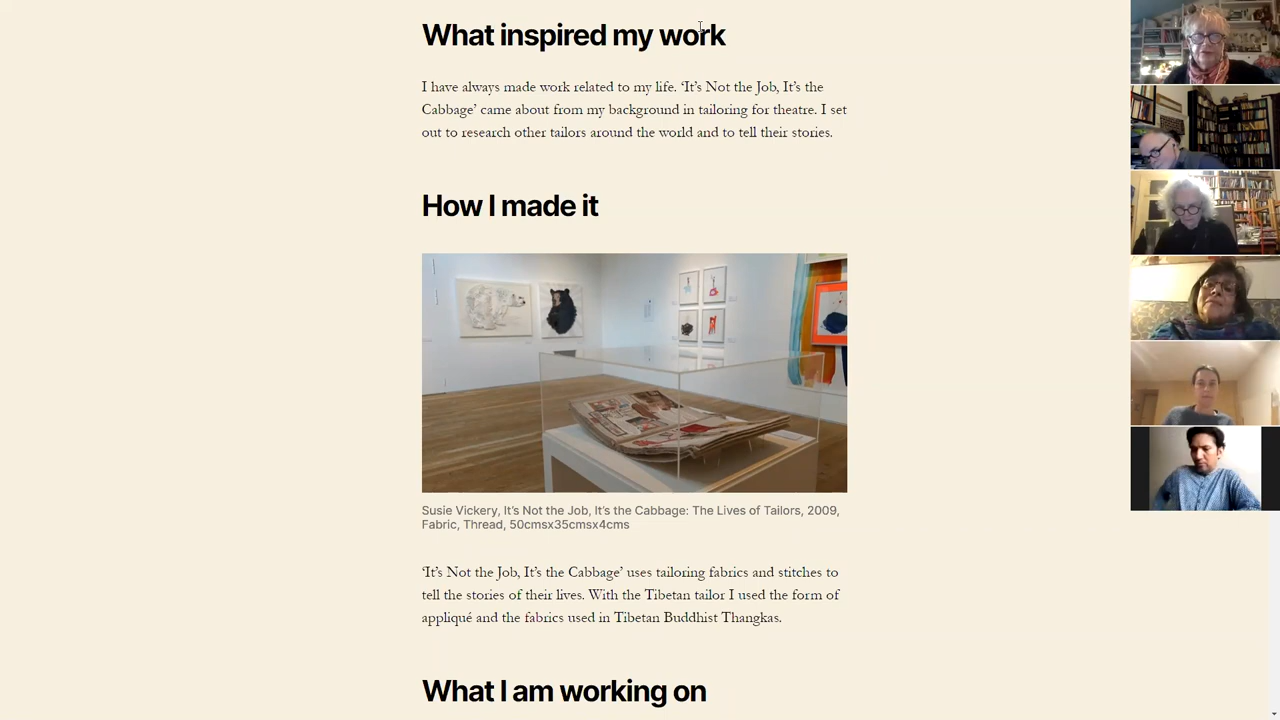 What inspired my work
I have always made work related to my life. ‘It’s Not the Job, It’s the
Cabbage’ came about from my background in tailoring for theatre. I set
out to research other tailors around the world and to tell their stories.
How I made it
Susie Vickery, It’s Not the Job, It’s the Cabbage: The Lives of Tailors, 2009,
Fabric, Thread, 50cmsx35cmsx4cms
‘It’s Not the Job, It’s the Cabbage’ uses tailoring fabrics and stitches to
tell the stories of their lives. With the Tibetan tailor I used the form of
appliqué and the fabrics used in Tibetan Buddhist Thangkas.
What I am working on